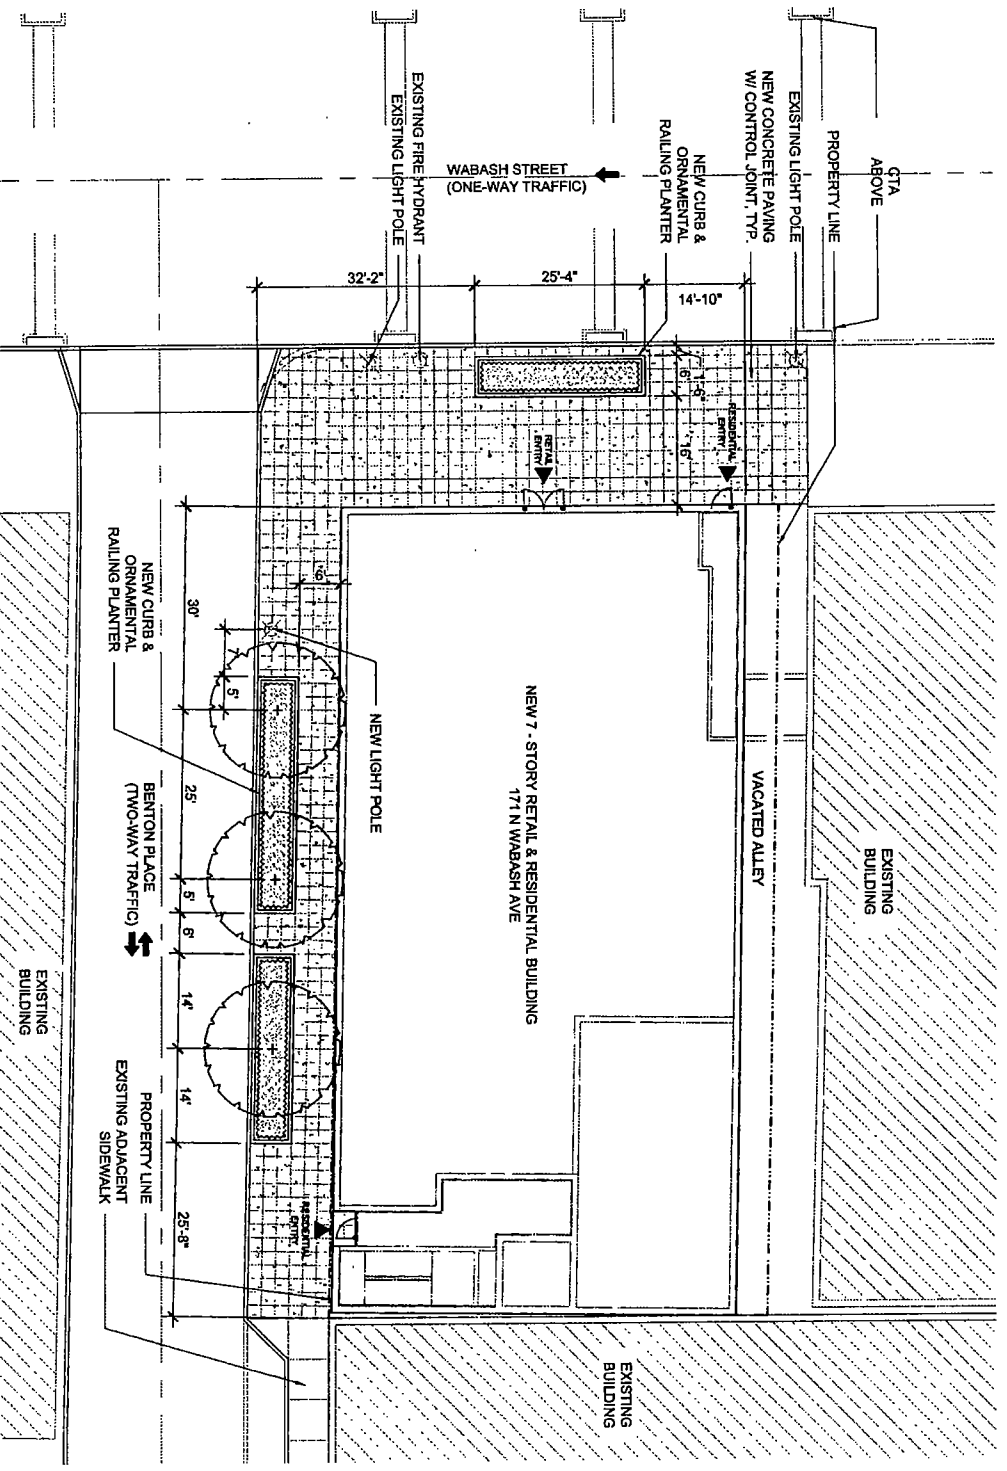 CTA
ABOVE
PROPERTY LINE
EXISTING LIGHT POLE
NEW CONCRETE PAVING
W/ CONTROL JOINT, TYP.
NEW CURB &
ORNAMENTAL
RAILING PLANTER
WABASH STREET
(ONE-WAY TRAFFIC)
EXISTING FIRE HYDRANT
EXISTING LIGHT POLE
32'-2"
25'-4"
14'-10"
1'-6"
6'
16'
RESIDENTIAL
ENTRY
RETAIL
ENTRY
6'
30'
7'
5'
25'
5'
6'
14'
14'
25'-8"
NEW CURB &
ORNAMENTAL
RAILING PLANTER
NEW LIGHT POLE
BENTON PLACE
(TWO-WAY TRAFFIC)
NEW 7 - STORY RETAIL & RESIDENTIAL BUILDING
171 N WABASH AVE
VACATED ALLEY
EXISTING
BUILDING
EXISTING
BUILDING
PROPERTY LINE
EXISTING ADJACENT
SIDEWALK
RESIDENTIAL
ENTRY
EXISTING
BUILDING